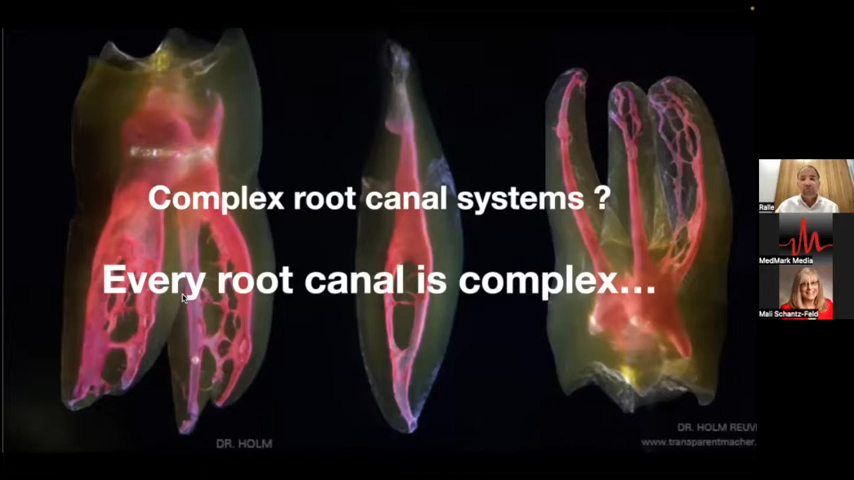 Complex root canal systems ?
Every root canal is complex...
DR. HOLM
DR. HOLM REUV
www.transparentmacher.
Ralle
MedMark Media
Mali Schantz-Feld